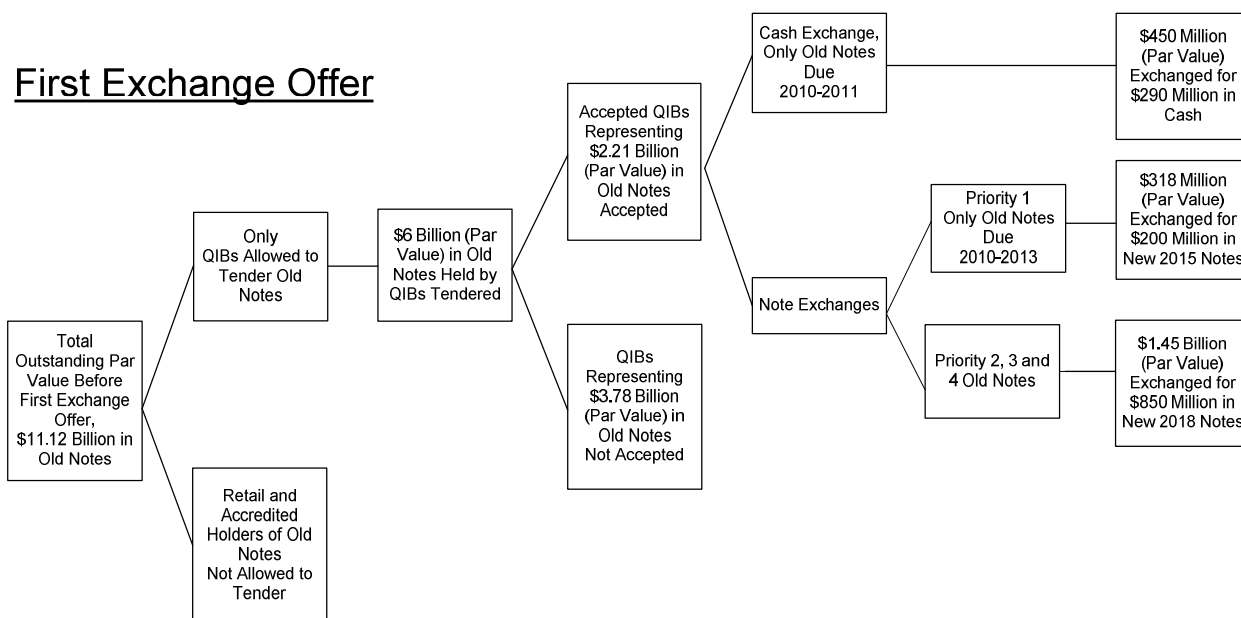 First Exchange Offer
Total
Outstanding Par
Value Before
First Exchange
Offer,
$11.12 Billion in
Old Notes
Only
QIBs Allowed to
Tender Old
Notes
Retail and
Accredited
Holders of Old
Notes
Not Allowed to
Tender
$6 Billion (Par
Value) in Old
Notes Held by
QIBs Tendered
Accepted QIBs
Representing
$2.21 Billion
(Par Value) in
Old Notes
Accepted
QIBs
Representing
$3.78 Billion
(Par Value) in
Old Notes
Not Accepted
Cash Exchange,
Only Old Notes
Due
2010-2011
Note Exchanges
Priority 1
Only Old Notes
Due
2010-2013
Priority 2, 3 and
4 Old Notes
$450 Million
(Par Value)
Exchanged for
$290 Million in
Cash
$318 Million
(Par Value)
Exchanged for
$200 Million in
New 2015 Notes
$1.45 Billion
(Par Value)
Exchanged for
$850 Million in
New 2018 Notes